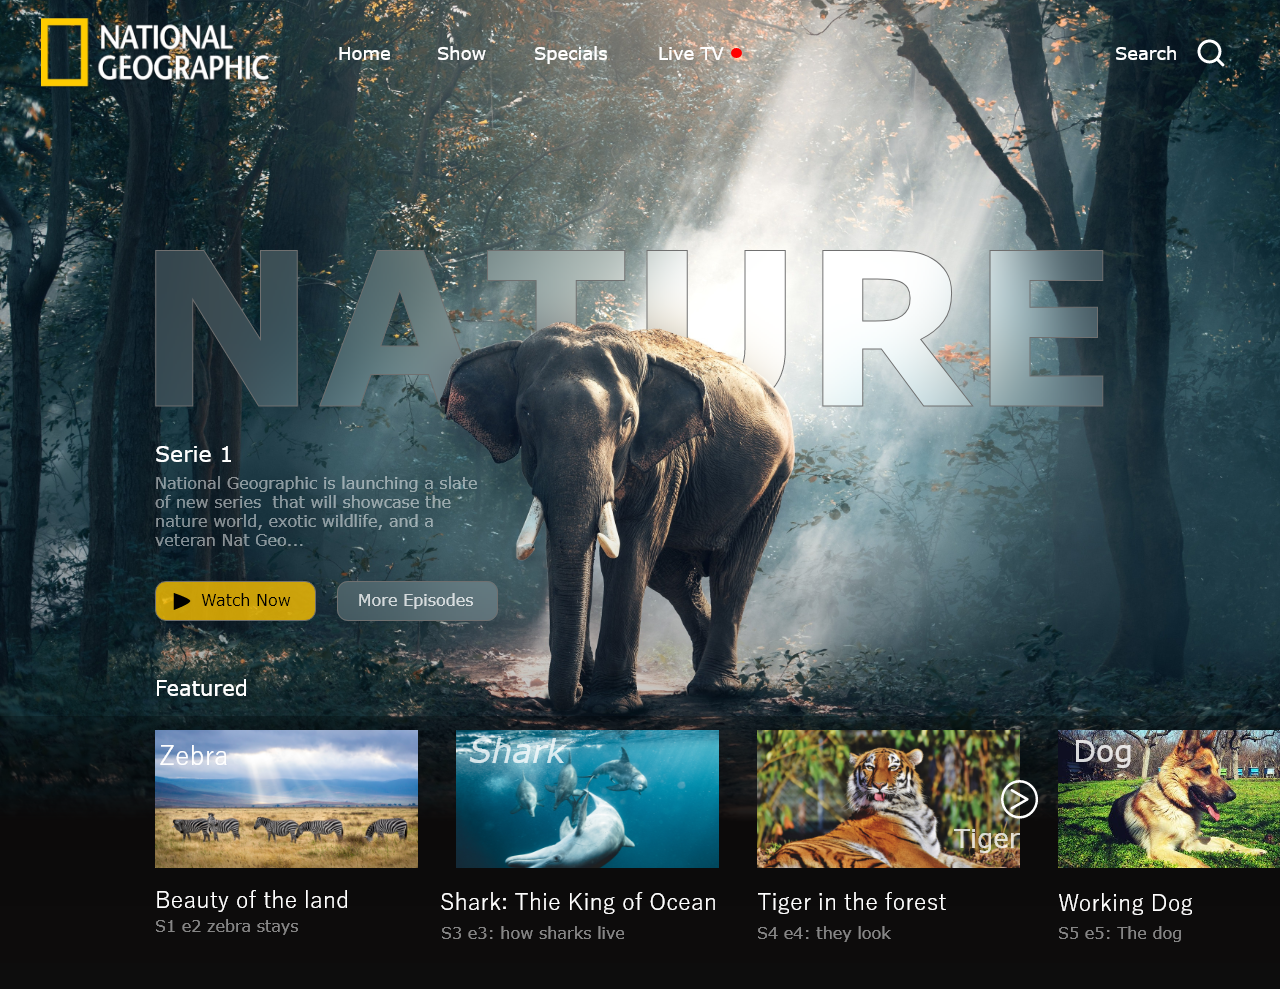 NATIONAL
GEOGRAPHIC
Home Show Specials Live TV Search
NATURE
Serie 1
National Geographic is launching a slate
of new series  that will showcase the
nature world, exotic wildlife, and a
veteran Nat Geo...
Watch Now More Episodes
Featured
Zebra
Shark
Tiger
Dog
Beauty of the land
S1 e2 zebra stays
Shark: Thie King of Ocean
S3 e3: how sharks live
Tiger in the forest
S4 e4: they look
Working Dog
S5 e5: The dog